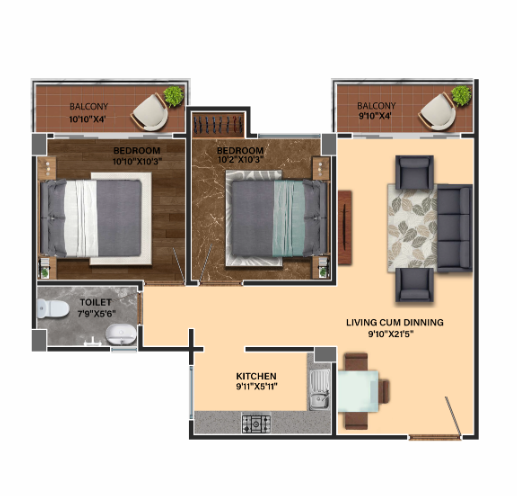 BALCONY
10'10"X4'
BALCONY
9'10"X4'
BEDROOM
10'10"X10'3"
BEDROOM
10'2"X10'3"
TOILET
7'9"X5'6"
LIVING CUM DINNING
9'10"X21'5"
KITCHEN
9'11"X5'11"